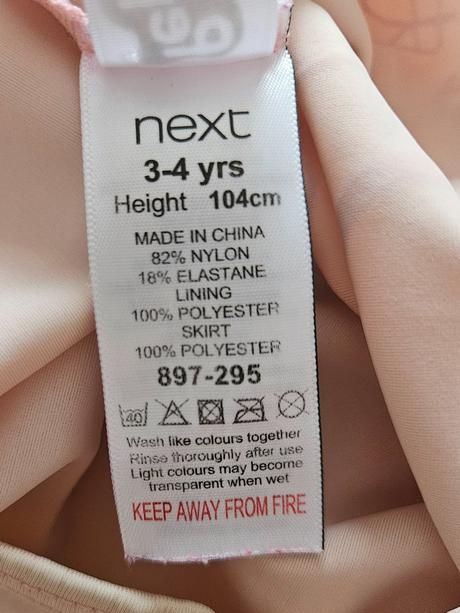 next
3-4 yrs
Height 104cm
MADE IN CHINA
82% NYLON
18% ELASTANE
LINING
100% POLYESTER
SKIRT
100% POLYESTER
897-295
40
Wash like colours together
Rinse thoroughly after use
Light colours may become
transparent when wet
KEEP AWAY FROM FIRE